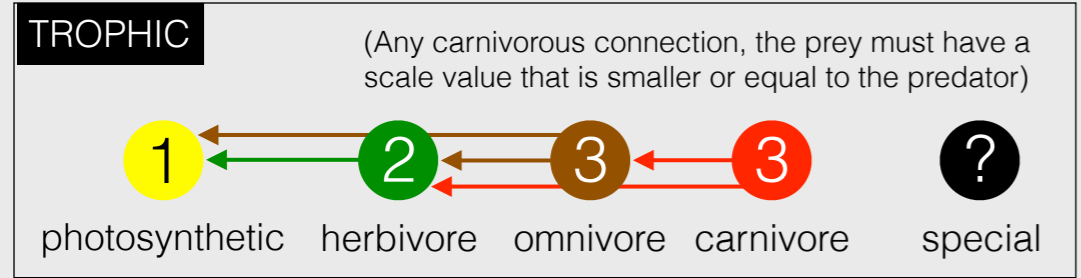 TROPHIC
(Any carnivorous connection, the prey must have a
scale value that is smaller or equal to the predator)
1 2 3 3 ?
photosynthetic herbivore omnivore carnivore special